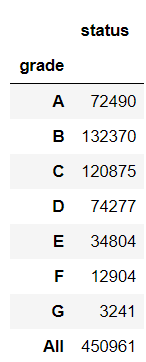 status
grade
A 72490
B 132370
C 120875
D 74277
E 34804
F 12904
G 3241
All 450961